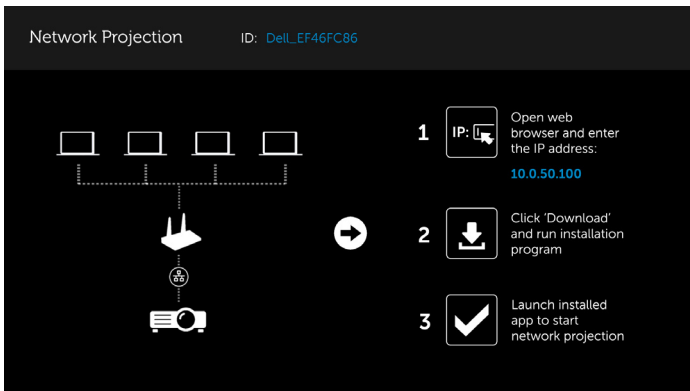 Network Projection ID: Dell_EF46FC86
1
IP:
Open web
browser and enter
the IP address:
10.0.50.100
2
Click ‘Download’
and run installation
program
3
Launch installed
app to start
network projection